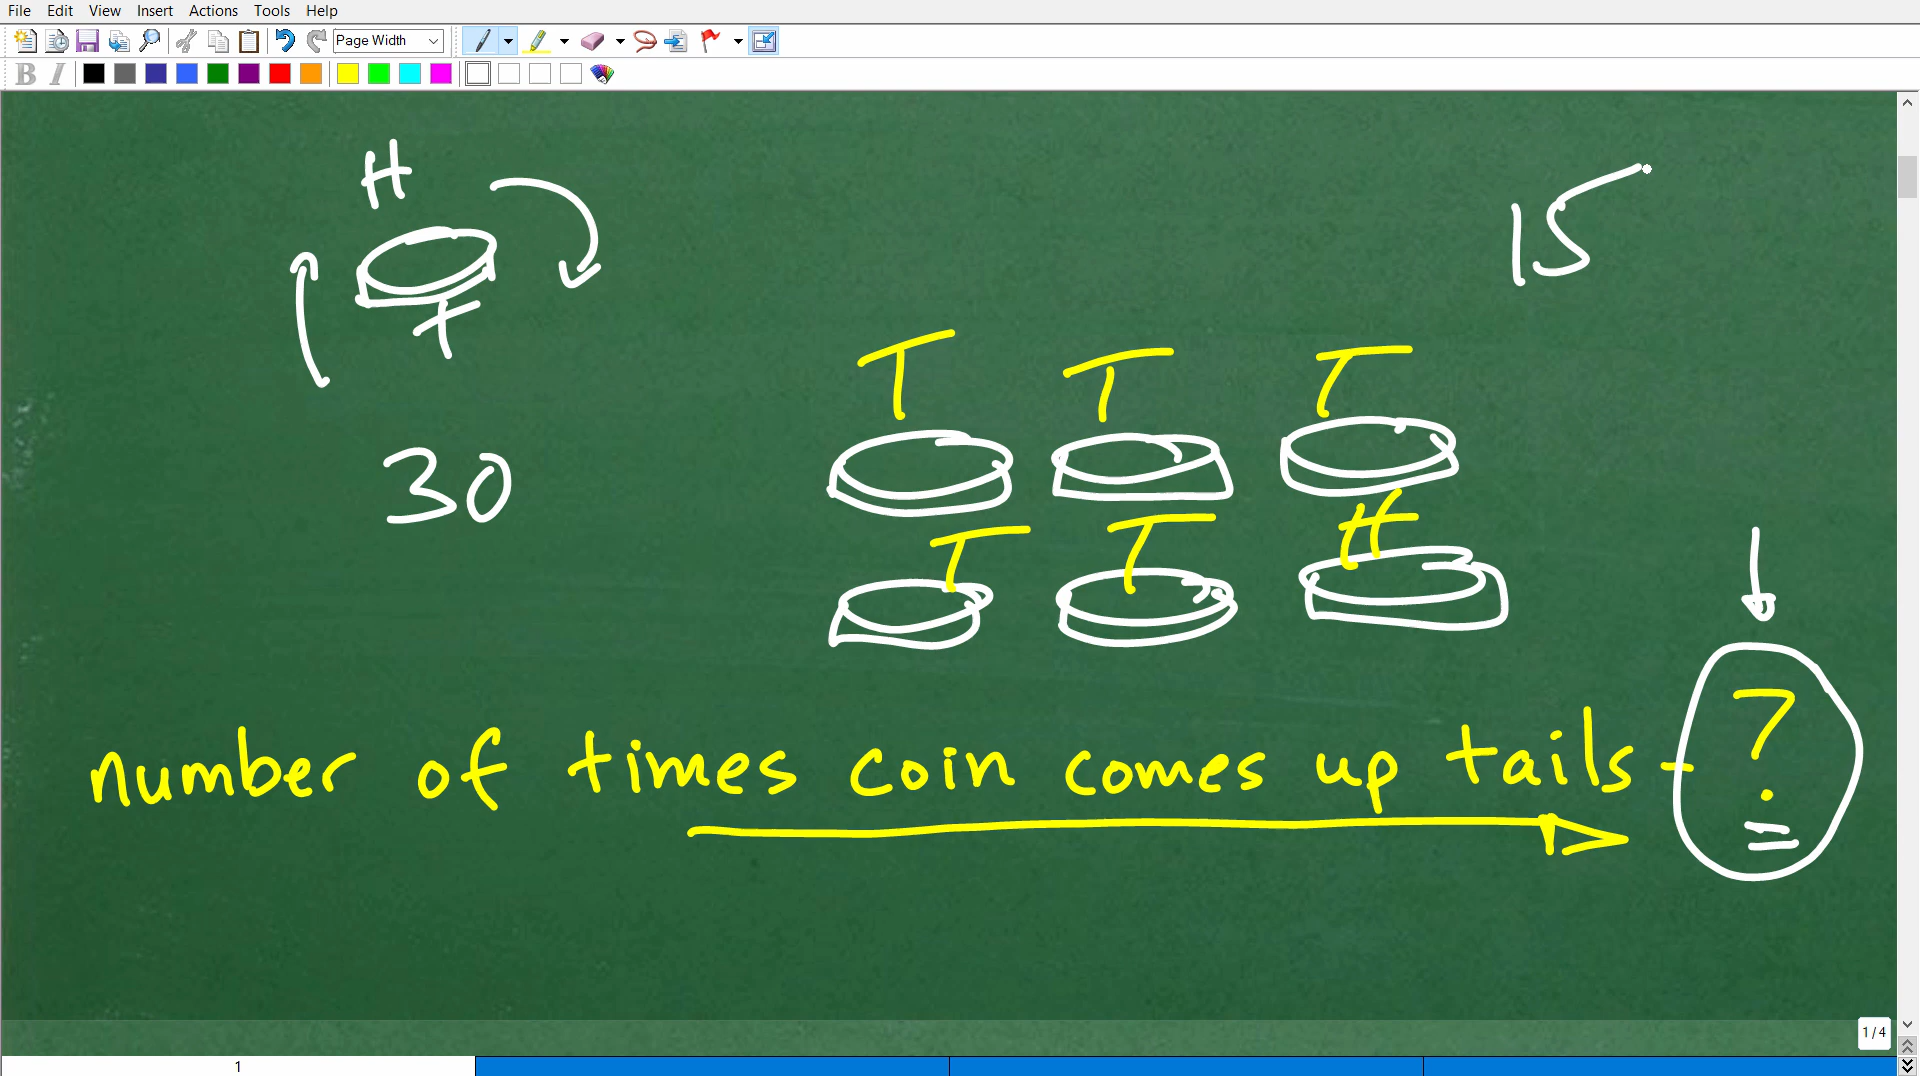 File Edit View Insert Actions Tools Help
Page Width
B I
H
15
T
T T T
30
T T H
?
number of times coin comes up tails -
=
1 / 4
1